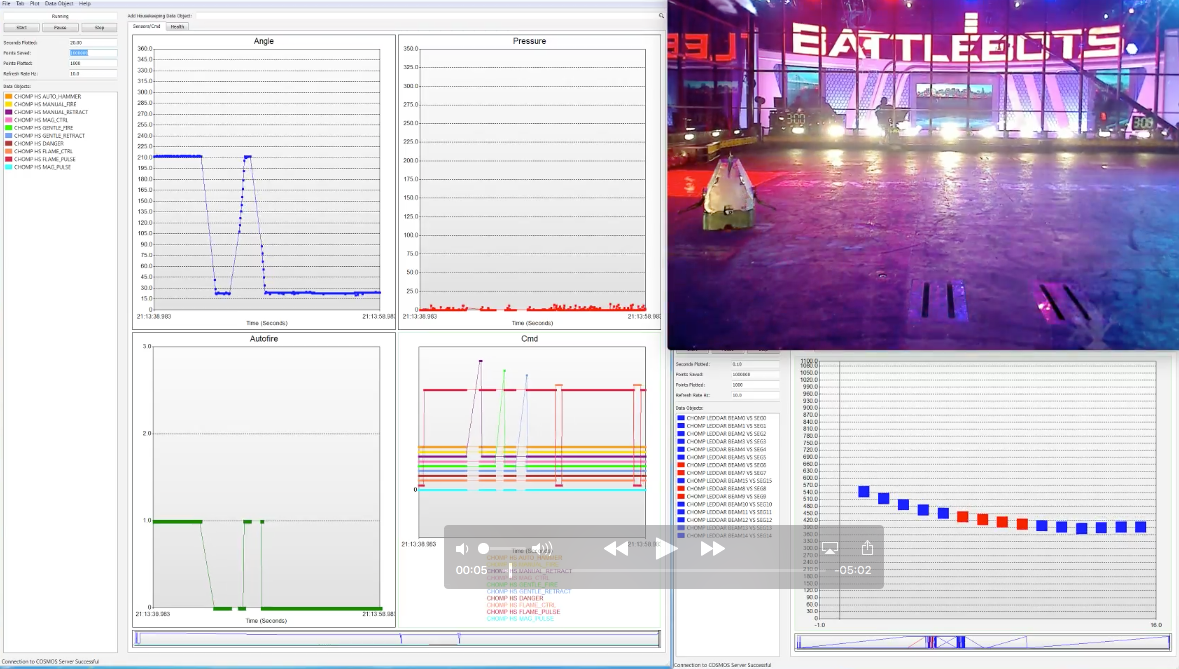 File Tab Plot Data Object Help
Running
Start Pause Stop
Seconds Plotted: 20.00
Points Saved:
Points Plotted: 1000
Refresh Rate Hz: 10.0
Data Objects:
CHOMP HS AUTO_HAMMER
CHOMP HS MANUAL_FIRE
CHOMP HS MANUAL_RETRACT
CHOMP HS MAG_CTRL
CHOMP HS GENTLE_FIRE
CHOMP HS GENTLE_RETRACT
CHOMP HS DANGER
CHOMP HS FLAME_CTRL
CHOMP HS FLAME_PULSE
CHOMP HS MAG_PULSE
Connection to COSMOS Server Successful
Add Housekeeping Data Object:
Sensors/Cmd Health
Angle
360.0
345.0
330.0
315.0
300.0
285.0
270.0
255.0
240.0
225.0
210.0
195.0
180.0
165.0
150.0
135.0
120.0
105.0
90.0
75.0
60.0
45.0
30.0
15.0
0
21:13:38.983 21:13:58.983
Time (Seconds)
Pressure
350.0
325.0
300.0
275.0
250.0
225.0
200.0
175.0
150.0
125.0
100.0
75.0
50.0
25.0
0
21:13:38.983 21:13:58.983
Time (Seconds)
Autofire
3.0
2.0
1.0
0
21:13:38.983 21:13:58.983
Time (Seconds)
Cmd
0
21:13:38.983
Time (Seconds)
CHOMP HS AUTO_HAMMER
CHOMP HS MANUAL_RETRACT
CHOMP HS GENTLE_FIRE
CHOMP HS GENTLE_RETRACT
CHOMP HS DANGER
CHOMP HS FLAME_CTRL
CHOMP HS FLAME_PULSE
CHOMP HS MAG_PULSE
00:05 -05:02
BATTLEBOTS
3:00
3:00
Seconds Plotted: 0.10
Points Saved: 1000000
Points Plotted: 1000
Refresh Rate Hz: 10.0
Data Objects:
CHOMP LEDDAR BEAM0 VS SEG0
CHOMP LEDDAR BEAM1 VS SEG1
CHOMP LEDDAR BEAM2 VS SEG2
CHOMP LEDDAR BEAM3 VS SEG3
CHOMP LEDDAR BEAM4 VS SEG4
CHOMP LEDDAR BEAM5 VS SEG5
CHOMP LEDDAR BEAM6 VS SEG6
CHOMP LEDDAR BEAM7 VS SEG7
CHOMP LEDDAR BEAM15 VS SEG15
CHOMP LEDDAR BEAM8 VS SEG8
CHOMP LEDDAR BEAM9 VS SEG9
CHOMP LEDDAR BEAM10 VS SEG10
CHOMP LEDDAR BEAM11 VS SEG11
CHOMP LEDDAR BEAM12 VS SEG12
CHOMP LEDDAR BEAM13 VS SEG13
CHOMP LEDDAR BEAM14 VS SEG14
1100.0
1080.0
1050.0
1020.0
990.0
960.0
930.0
900.0
870.0
840.0
810.0
780.0
750.0
720.0
690.0
660.0
630.0
600.0
570.0
540.0
510.0
480.0
450.0
420.0
390.0
360.0
330.0
300.0
270.0
240.0
210.0
180.0
150.0
120.0
90.0
60.0
30.0
0
-1.0 16.0
Connection to COSMOS Server Successful